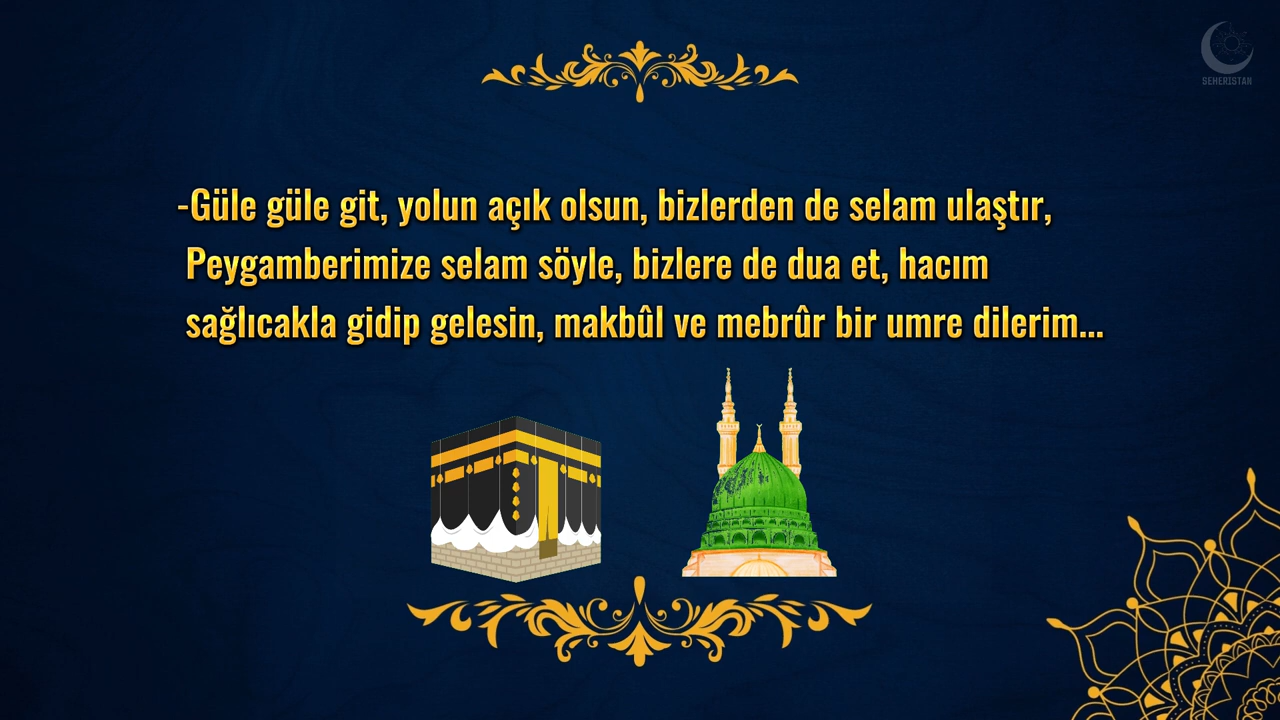 SEHERISTAN
-Güle güle git, yolun açık olsun, bizlerden de selam ulaştır,
Peygamberimize selam söyle, bizlere de dua et, hacım
sağlıcakla gidip gelesin, makbûl ve mebrûr bir umre dilerim...